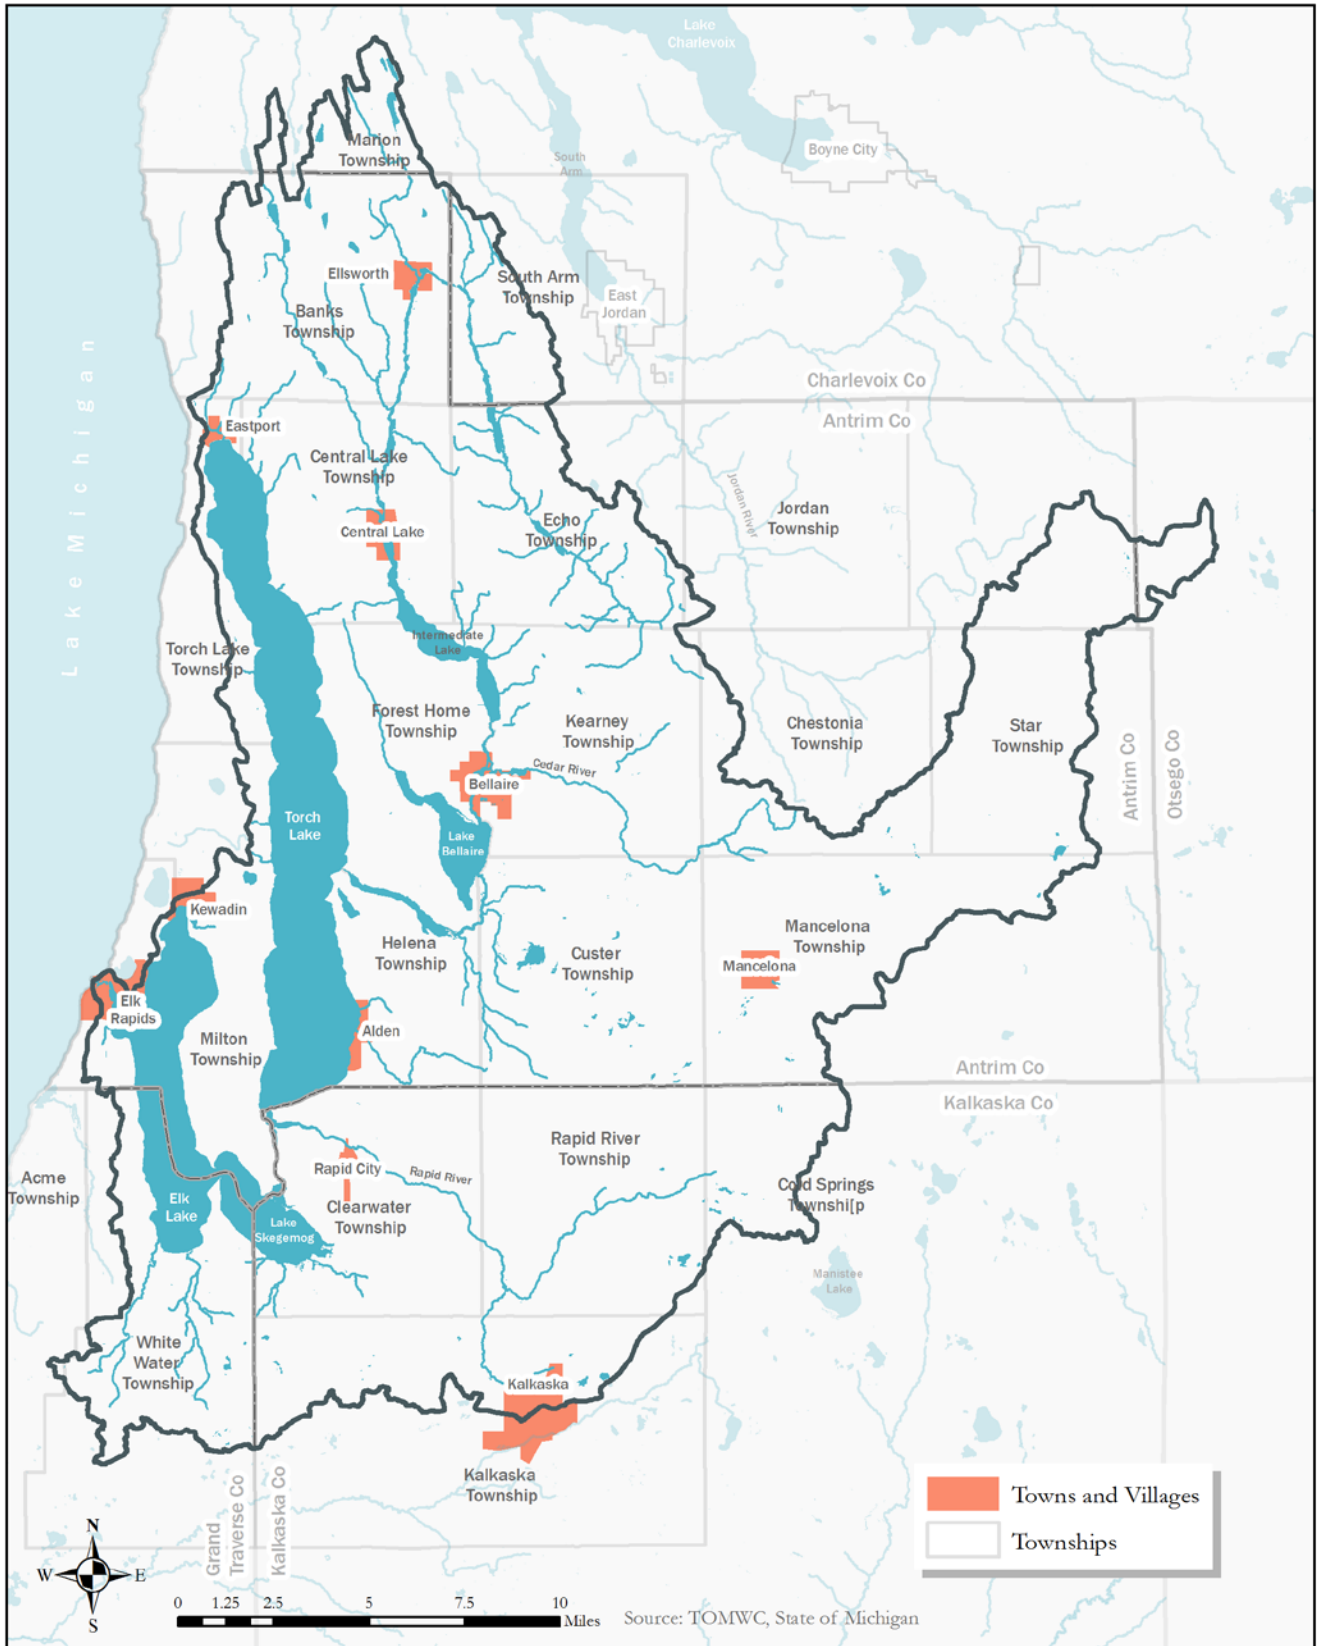 Lake
Charlevoix
Marion
Township
Boyne City
South
Arm
Ellsworth
South Arm
Township
East
Jordan
Banks
Township
Lake Michigan
Charlevoix Co
Antrim Co
Eastport
Central Lake
Township
Jordan River
Jordan
Township
Central Lake
Echo
Township
Intermediate
Lake
Torch Lake
Township
Forest Home
Township
Kearney
Township
Chestonia
Township
Star
Township
Antrim Co
Otsego Co
Cedar River
Bellaire
Torch
Lake
Lake
Bellaire
Kewadin
Helena
Township
Custer
Township
Mancelona
Township
Mancelona
Elk
Rapids
Alden
Milton
Township
Antrim Co
Kalkaska Co
Rapid River
Township
Rapid City
Rapid River
Acme
Township
Cold Springs
Townshi[p
Elk
Lake
Clearwater
Township
Lake
Skegemog
Manistee
Lake
White
Water
Township
Kalkaska
Kalkaska
Township
Grand
Traverse Co
Kalkaska Co
Towns and Villages
Townships
N
W E
S
0 1.25 2.5 5 7.5 10
Miles
Source: TOMWC, State of Michigan